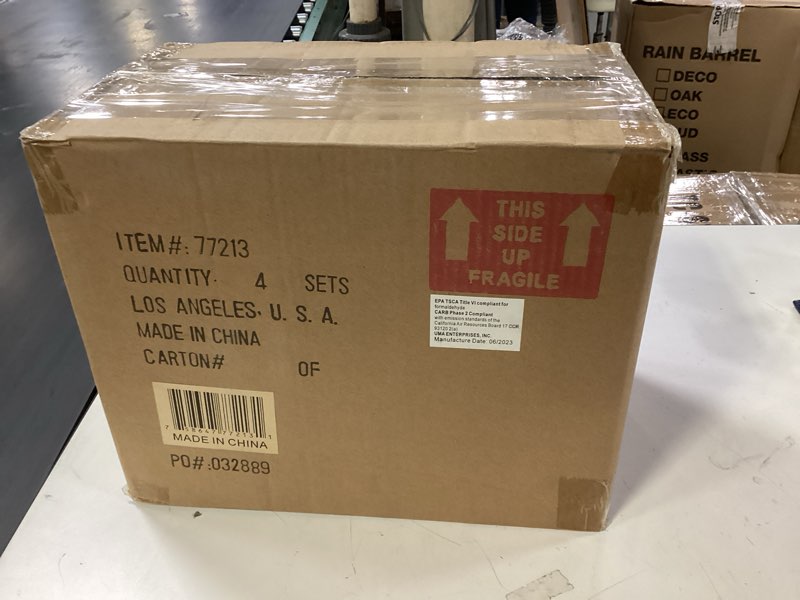 ITEM#: 77213
QUANTITY: 4 SETS
LOS ANGELES, U. S. A.
MADE IN CHINA
CARTON# OF
MADE IN CHINA
PO#:032889
THIS
SIDE
UP
FRAGILE
EPA TSCA Title VI compliant for
formaldehyde
CARB Phase 2 Compliant
with emission standards of the
California Air Resources Board 17 CCR
UMA ENTERPRISES, INC.
Manufacture Date: 06/2023
RAIN BARREL
DECO
OAK
ECO